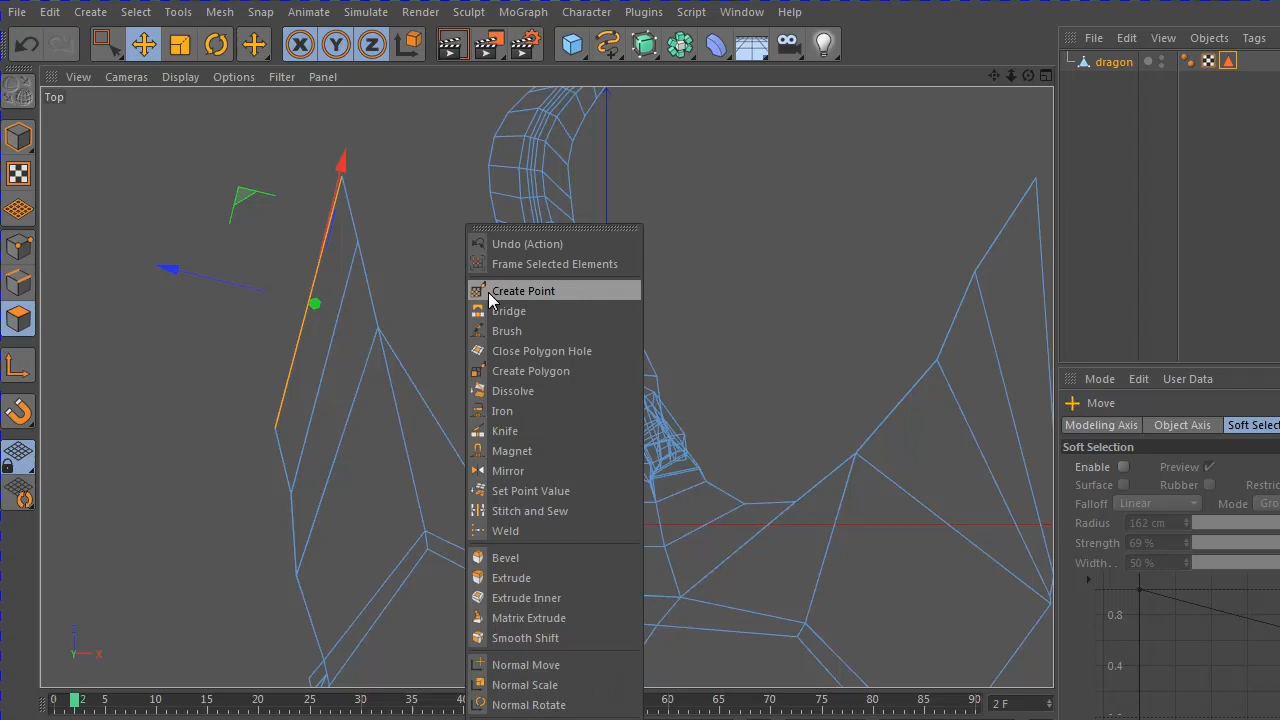 File Edit Create Select Tools Mesh Snap Animate Simulate Render Sculpt MoGraph Character Plugins Script Window Help
File Edit View Objects Tags
dragon
View Cameras Display Options Filter Panel
Top
Undo (Action)
Frame Selected Elements
Create Point
Bridge
Brush
Close Polygon Hole
Create Polygon
Dissolve
Iron
Knife
Magnet
Mirror
Set Point Value
Stitch and Sew
Weld
Bevel
Extrude
Extrude Inner
Matrix Extrude
Smooth Shift
Normal Move
Normal Scale
Normal Rotate
Z
Y X
0 2 5 10 15 20 25 30 35 60 65 70 75 80 85 90 2 F
Mode Edit User Data
Move
Modeling Axis Object Axis Soft Select
Soft Selection
Enable Preview
Surface Rubber Restric
Falloff Linear Mode Gro
Radius 162 cm
Strength 69 %
Width. . 50 %
0.8
0.4